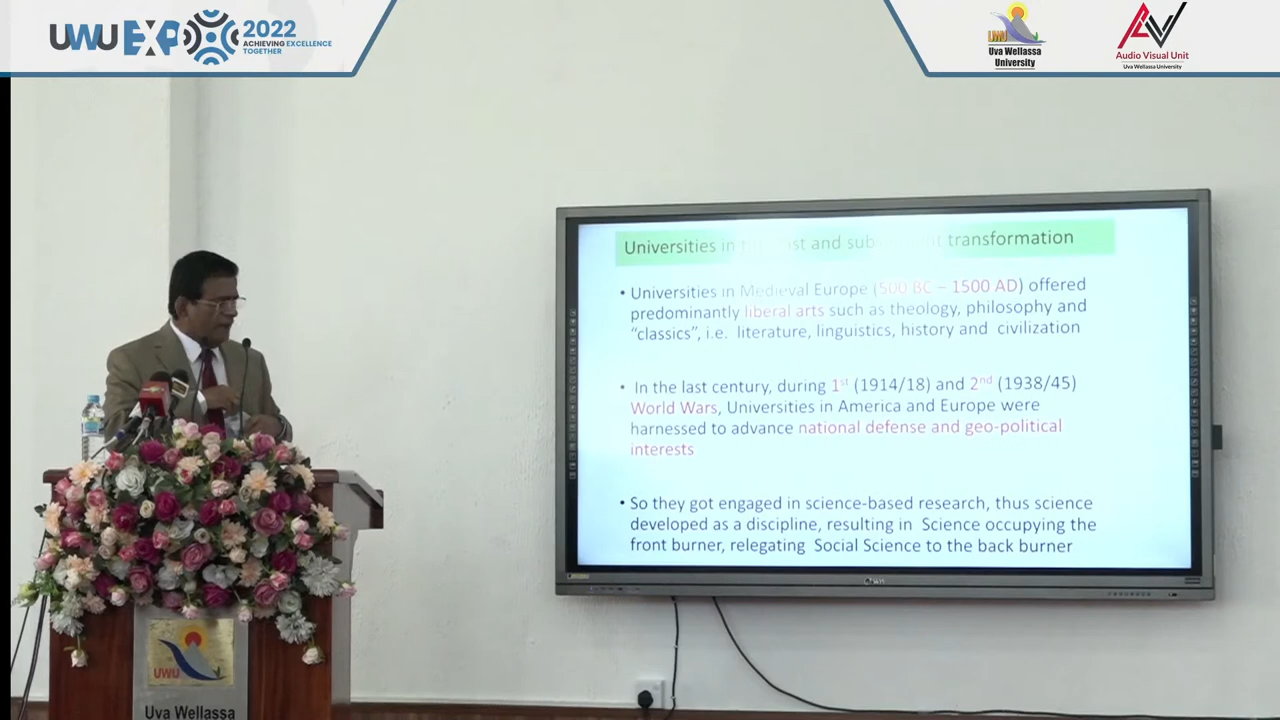 UWU EXP 2022
ACHIEVING EXCELLENCE
TOGETHER
UWU
Uva Wellassa
University
AV
Audio Visual Unit
Uva Wellassa University
Universities in and transformation
• Universities in Medieval Europe (500 BC – 1500 AD) offered
predominantly liberal arts such as theology, philosophy and
“classics”, i.e. literature, linguistics, history and civilization
• In the last century, during 1st (1914/18) and 2nd (1938/45)
World Wars, Universities in America and Europe were
harnessed to advance national defense and geo-political
interests
• So they got engaged in science-based research, thus science
developed as a discipline, resulting in Science occupying the
front burner, relegating Social Science to the back burner
UWU
Uva Wellassa